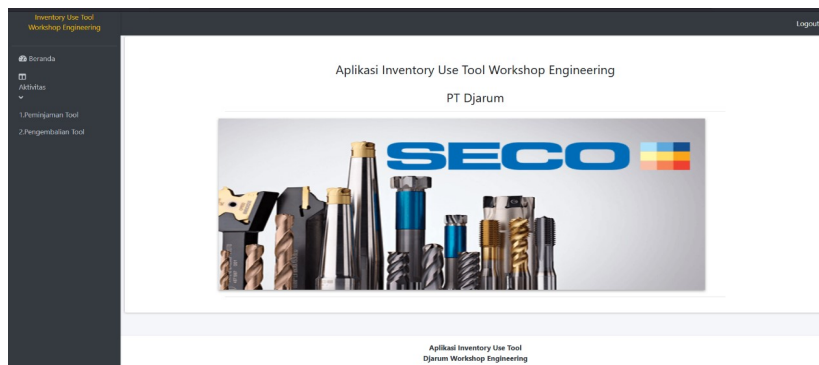 Inventory Use Tool
Workshop Engineering
Logout
Beranda
Aktivitas
1.Peminjaman Tool
2.Pengembalian Tool
Aplikasi Inventory Use Tool Workshop Engineering
PT Djarum
SECO
Aplikasi Inventory Use Tool
Djarum Workshop Engineering